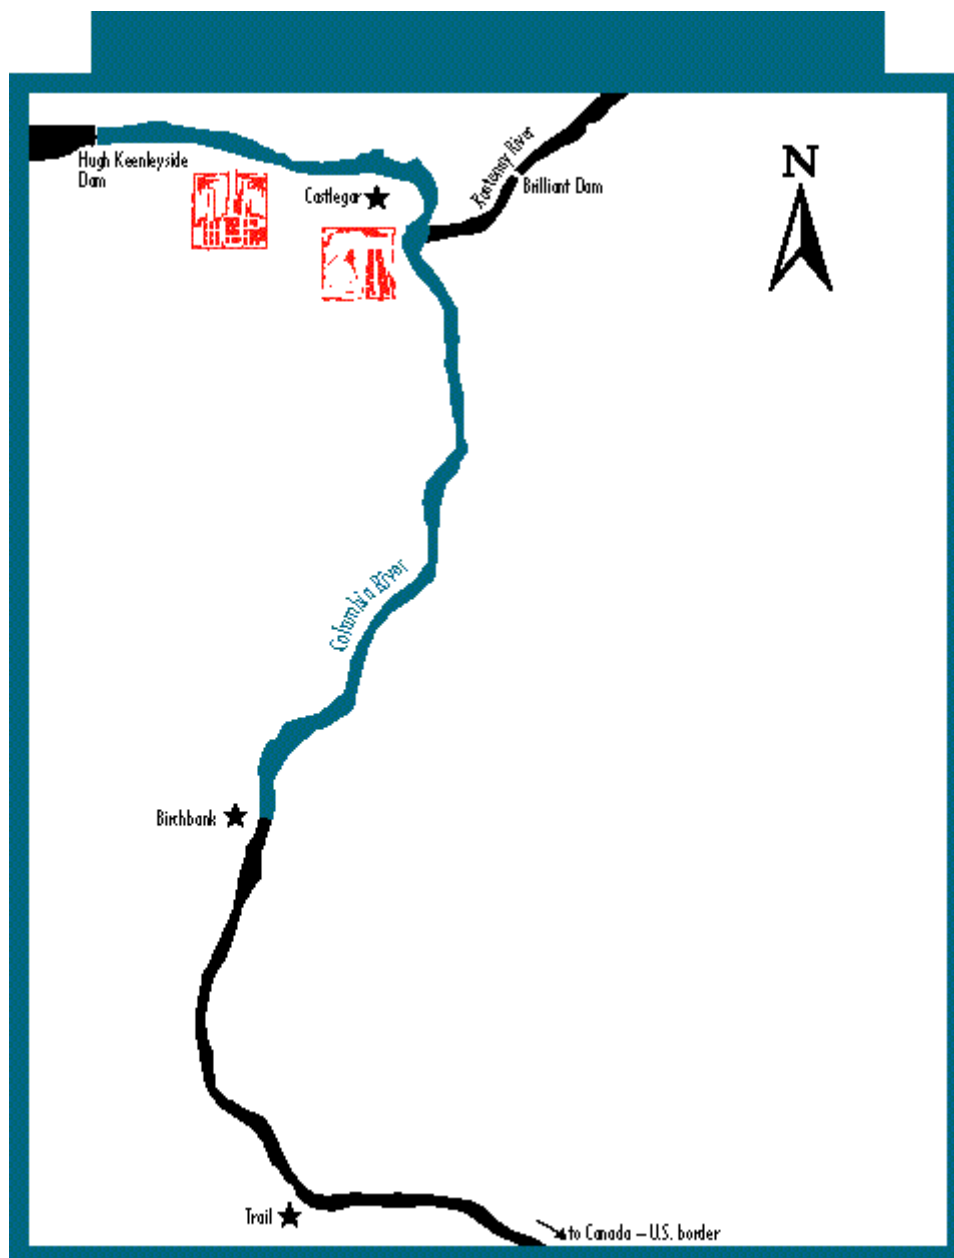 Hugh Keenleyside
Dam
Castlegar
Kootenay River
Brilliant Dam
N
Columbia River
Birchbank
Trail
to Canada – U.S. border